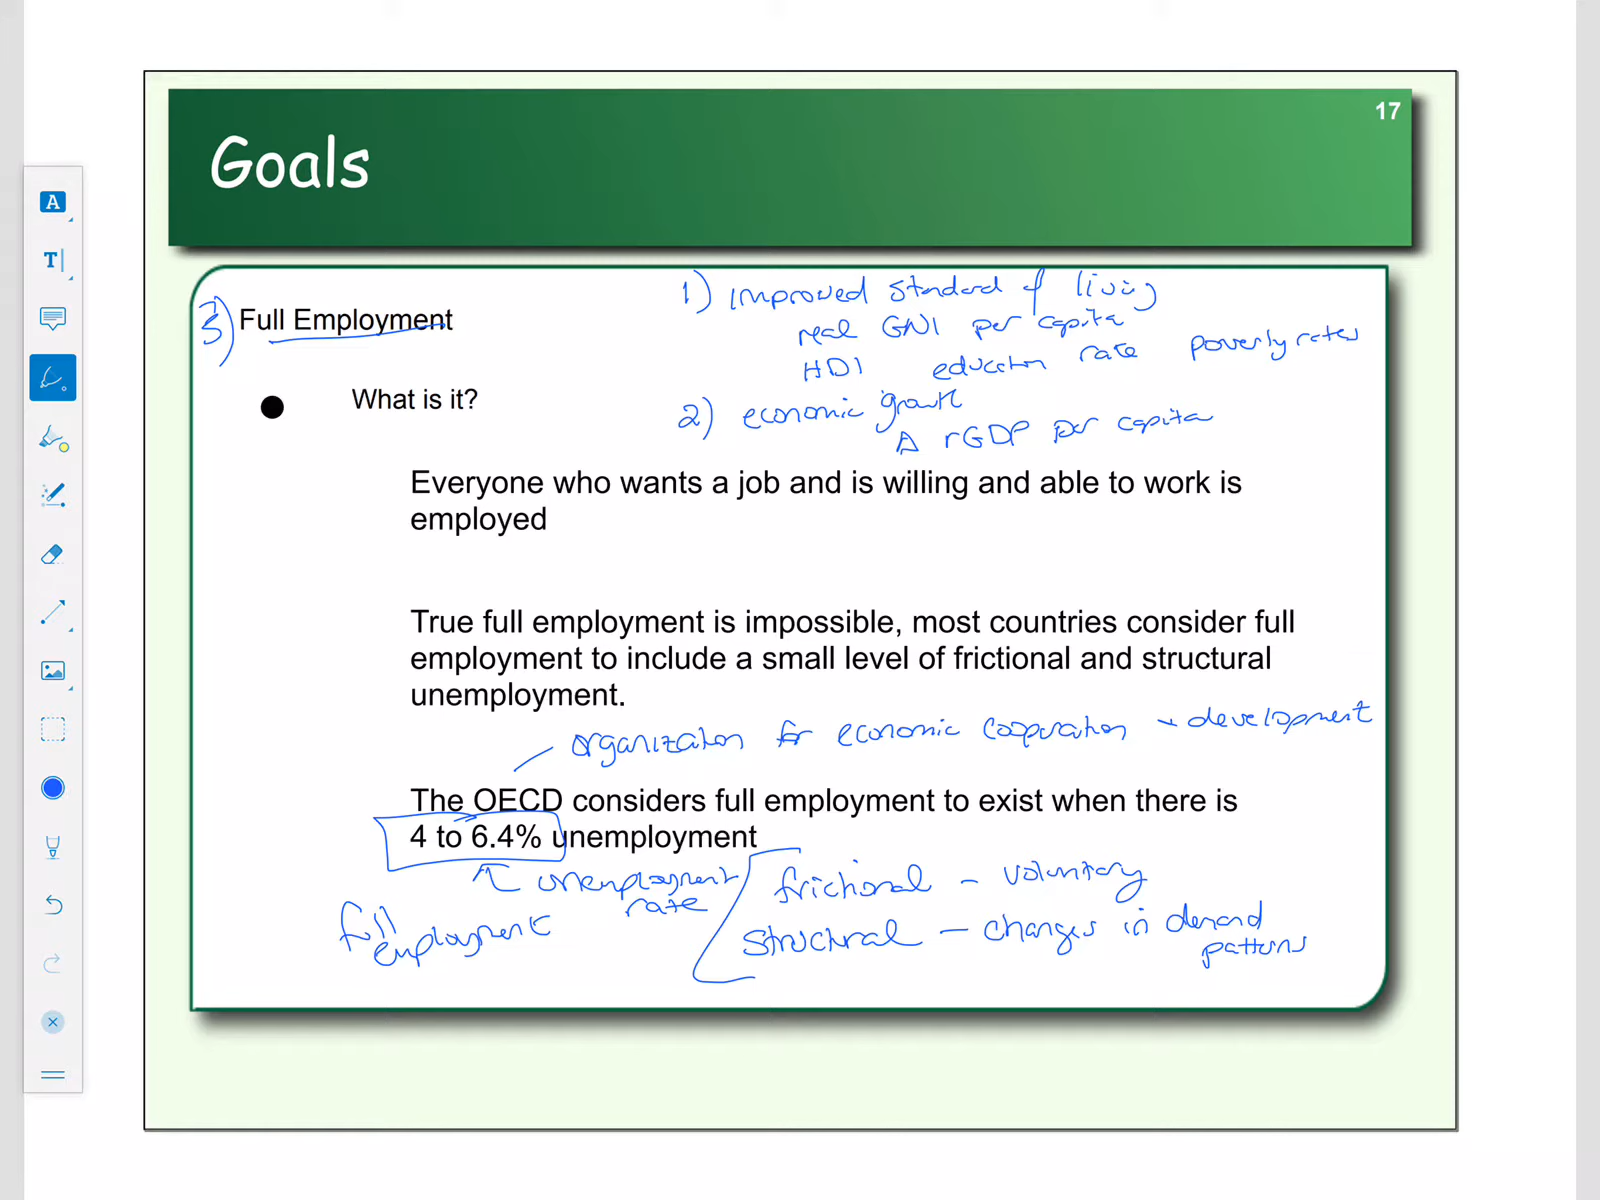 17
Goals
1) improved standard of living
3) Full Employment
real GNI per capita
HDI education rate poverty rates
What is it?
2) economic growth
Δ rGDP per capita
Everyone who wants a job and is willing and able to work is
employed
True full employment is impossible, most countries consider full
employment to include a small level of frictional and structural
unemployment.
organization for economic cooperation + development
The OECD considers full employment to exist when there is
4 to 6.4% unemployment
unemployment
rate
full
employment
frictional - voluntary
structural - changes in demand
patterns